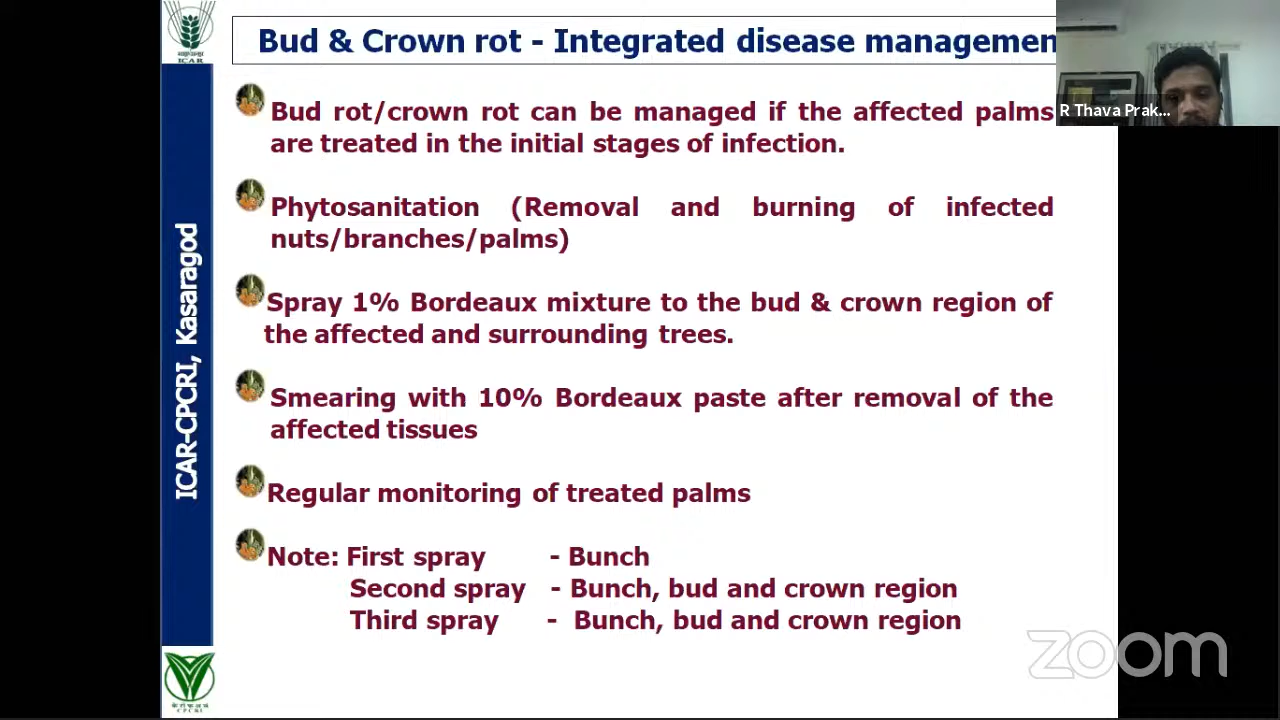 ICAR
Bud & Crown rot - Integrated disease managemen
R Thava Prak...
Bud rot/crown rot can be managed if the affected palms
are treated in the initial stages of infection.
Phytosanitation (Removal and burning of infected
nuts/branches/palms)
Spray 1% Bordeaux mixture to the bud & crown region of
the affected and surrounding trees.
Smearing with 10% Bordeaux paste after removal of the
affected tissues
Regular monitoring of treated palms
Note: First spray - Bunch
Second spray - Bunch, bud and crown region
Third spray - Bunch, bud and crown region
ICAR-CPCRI, Kasaragod
CPCRI
zoom